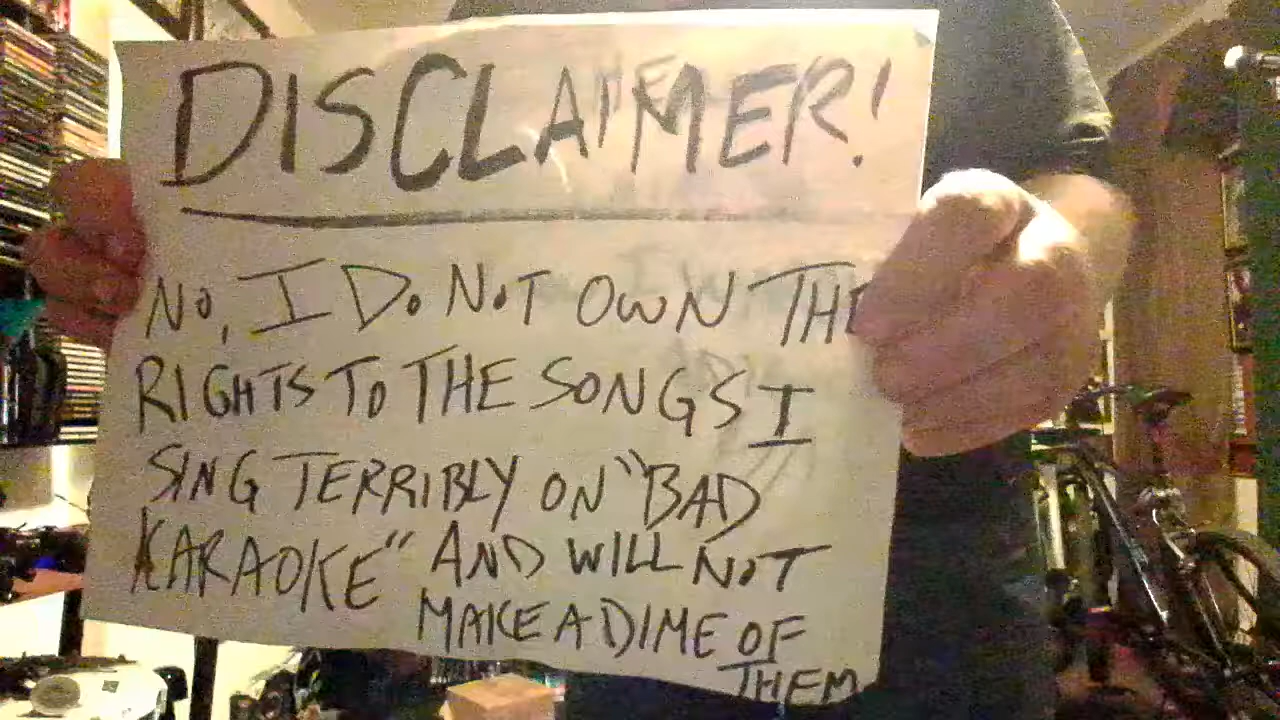 DISCLAIMER!
NO, I DO NOT OWN THE
RIGHTS TO THE SONGS I
SING TERRIBLY ON "BAD
KARAOKE" AND WILL NOT
MAKE A DIME OF
THEM